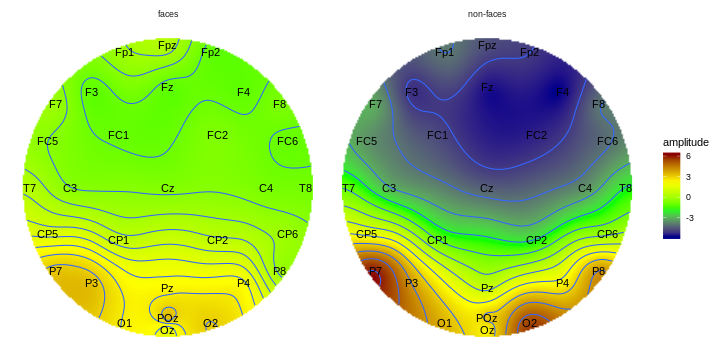 faces
non-faces
Fp1 Fpz Fp2
Fp1 Fpz Fp2
F7 F3 Fz F4 F8
F7 F3 Fz F4 F8
FC5 FC1 FC2 FC6
FC5 FC1 FC2 FC6
T7 C3 Cz C4 T8
T7 C3 Cz C4 T8
CP5 CP1 CP2 CP6
CP5 CP1 CP2 CP6
P7 P3 Pz P4 P8
P7 P3 Pz P4 P8
O1 POz O2
O1 POz O2
Oz
Oz
amplitude
6
3
0
-3